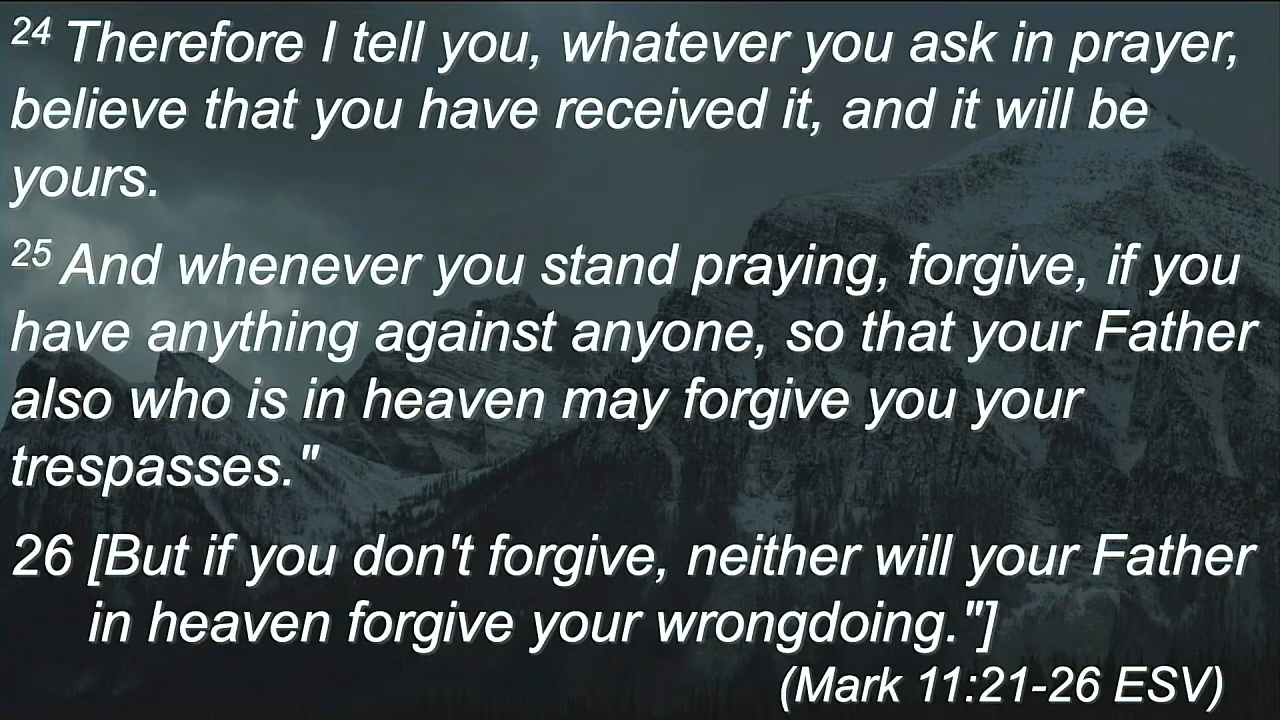 24 Therefore I tell you, whatever you ask in prayer,
believe that you have received it, and it will be
yours.
25 And whenever you stand praying, forgive, if you
have anything against anyone, so that your Father
also who is in heaven may forgive you your
trespasses."
26 [But if you don't forgive, neither will your Father
in heaven forgive your wrongdoing."]
(Mark 11:21-26 ESV)